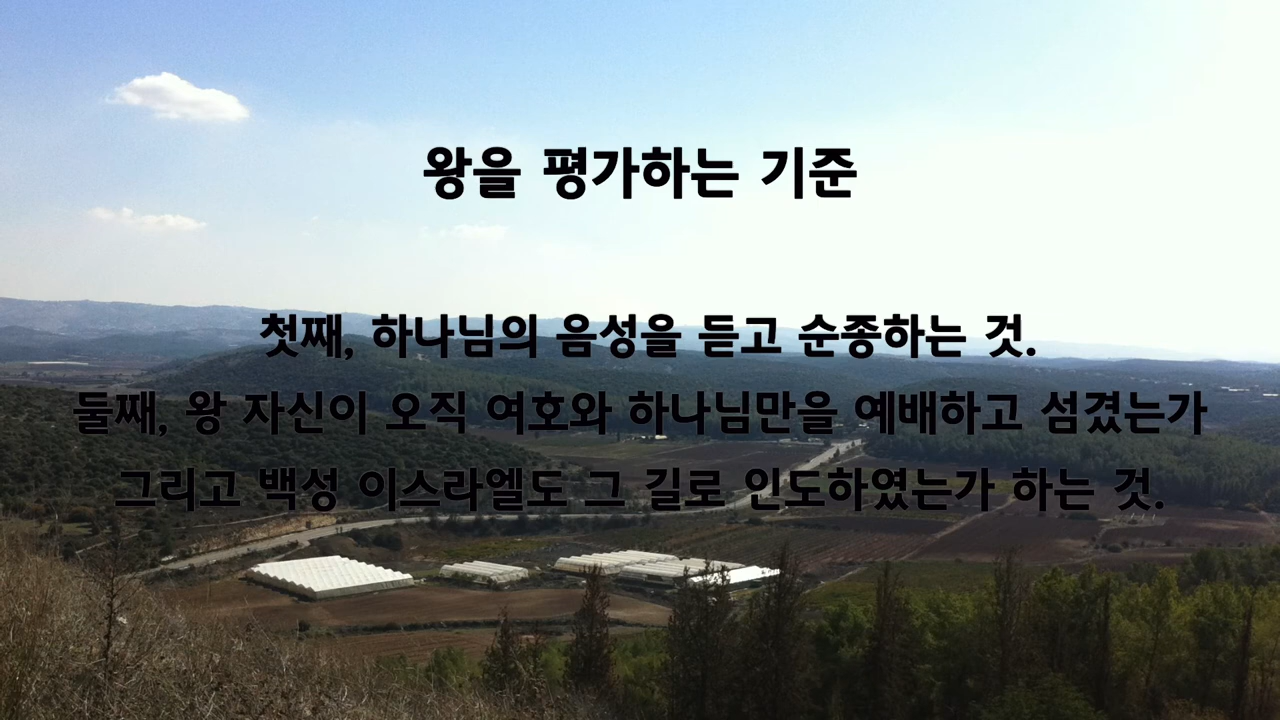 왕을 평가하는 기준
첫째, 하나님의 음성을 듣고 순종하는 것.
둘째, 왕 자신이 오직 여호와 하나님만을 예배하고 섬겼는가
그리고 백성 이스라엘도 그 길로 인도하였는가 하는 것.